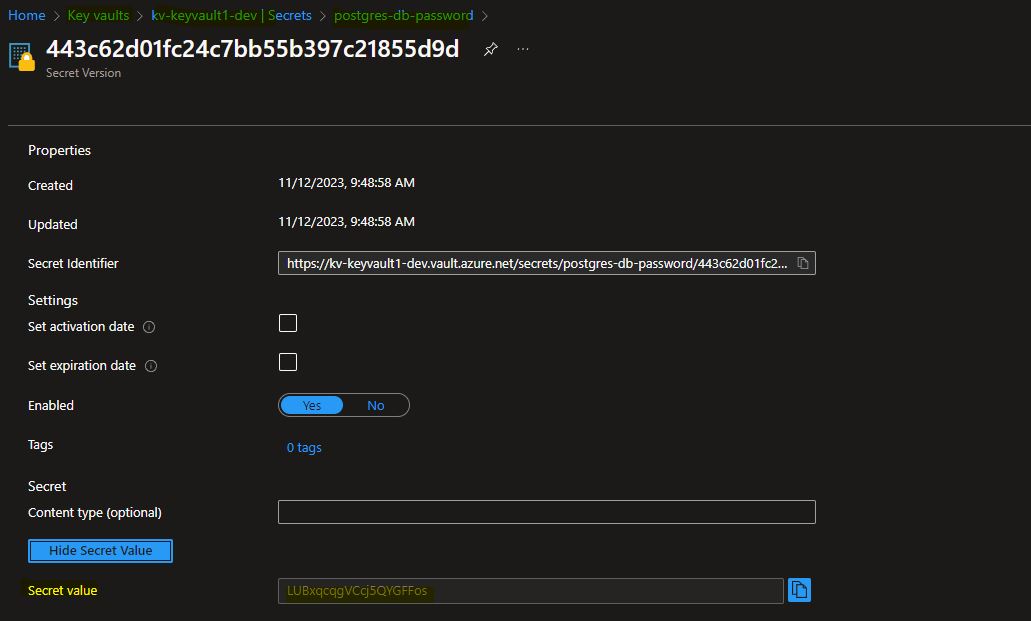 Home > Key vaults > kv-keyvault1-dev | Secrets > postgres-db-password >
443c62d01fc24c7bb55b397c21855d9d
Secret Version
Properties
Created 11/12/2023, 9:48:58 AM
Updated 11/12/2023, 9:48:58 AM
Secret Identifier https://kv-keyvault1-dev.vault.azure.net/secrets/postgres-db-password/443c62d01fc2...
Settings
Set activation date
Set expiration date
Enabled Yes No
Tags 0 tags
Secret
Content type (optional)
Hide Secret Value
Secret value LUBxqcqgVCcj5QYGFFos